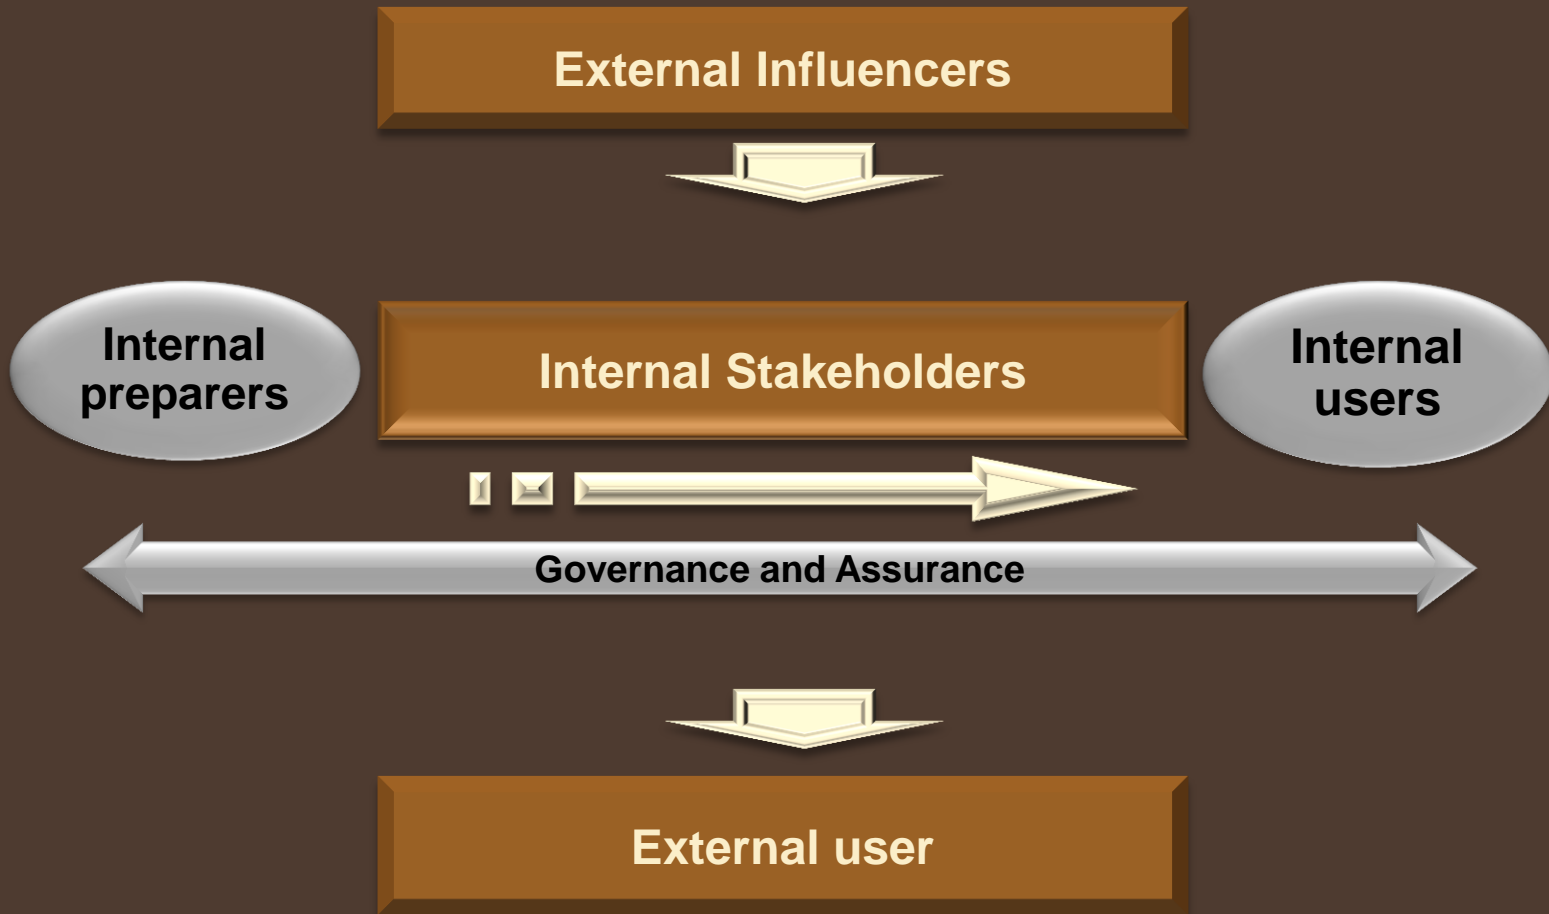 External Influencers
Internal
preparers
Internal Stakeholders
Internal
users
Governance and Assurance
External user